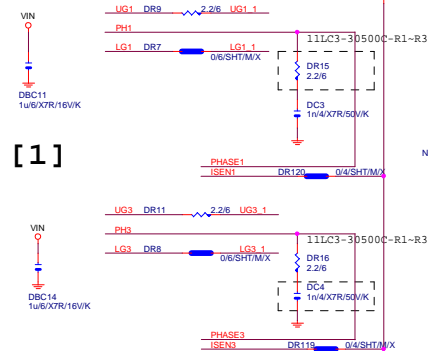 UG1 DR9 2.2/6 UG1_1
VIN
PH1
11LC3-30500C-R1~R3
LG1 DR7 LG1_1
0/6/SHT/M/X
DR15
2.2/6
DBC11
1u/6/X7R/16V/K
DC3
1n/4/X7R/50V/K
[1]
N
PHASE1
ISEN1 DR120 0/4/SHT/M/X
UG3 DR11 2.2/6 UG3_1
VIN
PH3
11LC3-30500C-R1~R3
LG3 DR8 LG3_1
0/6/SHT/M/X
DR16
2.2/6
DC4
1n/4/X7R/50V/K
DBC14
1u/6/X7R/16V/K
PHASE3
ISEN3 DR119 0/4/SHT/M/X